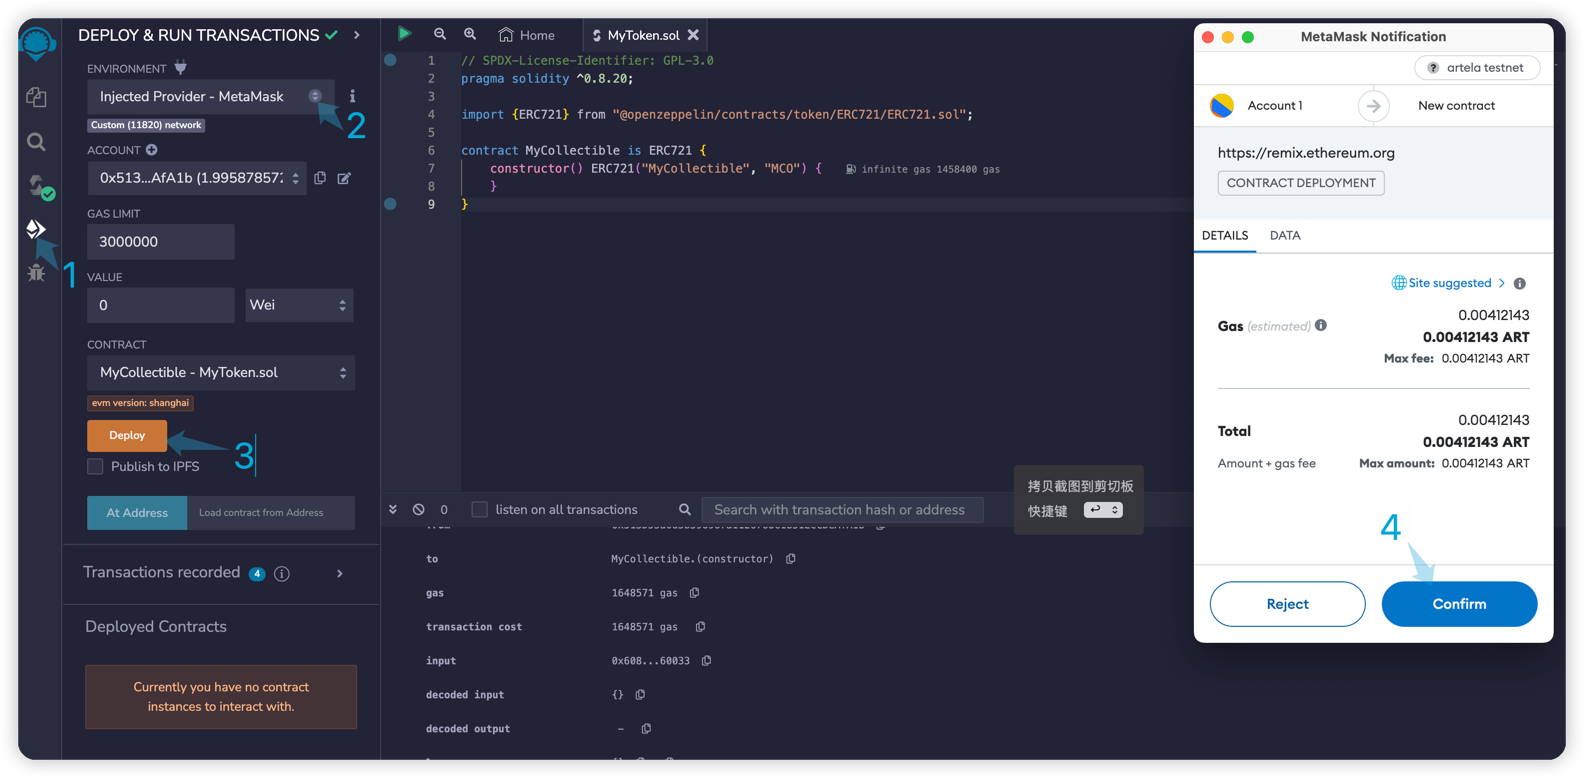 DEPLOY & RUN TRANSACTIONS
ENVIRONMENT
Injected Provider - MetaMask
2
Custom (11820) network
ACCOUNT
0x513...AfA1b (1.995878572
GAS LIMIT
3000000
1
VALUE
0
Wei
CONTRACT
MyCollectible - MyToken.sol
evm version: shanghai
Deploy
3
Publish to IPFS
At Address
Load contract from Address
Transactions recorded 4
Deployed Contracts
Currently you have no contract
instances to interact with.
Home
MyToken.sol
1 // SPDX-License-Identifier: GPL-3.0
2 pragma solidity ^0.8.20;
3
4 import {ERC721} from "@openzeppelin/contracts/token/ERC721/ERC721.sol";
5
6 contract MyCollectible is ERC721 {
7 constructor() ERC721("MyCollectible", "MCO") { infinite gas 1458400 gas
8 }
9 }
0
listen on all transactions
Search with transaction hash or address
拷贝截图到剪切板
快捷键
to MyCollectible.(constructor)
gas 1648571 gas
transaction cost 1648571 gas
input 0x608...60033
decoded input {}
decoded output -
MetaMask Notification
artela testnet
Account 1
New contract
https://remix.ethereum.org
CONTRACT DEPLOYMENT
DETAILS
DATA
Site suggested >
0.00412143
Gas (estimated)
0.00412143 ART
Max fee: 0.00412143 ART
0.00412143
Total
0.00412143 ART
Amount + gas fee
Max amount: 0.00412143 ART
4
Reject
Confirm